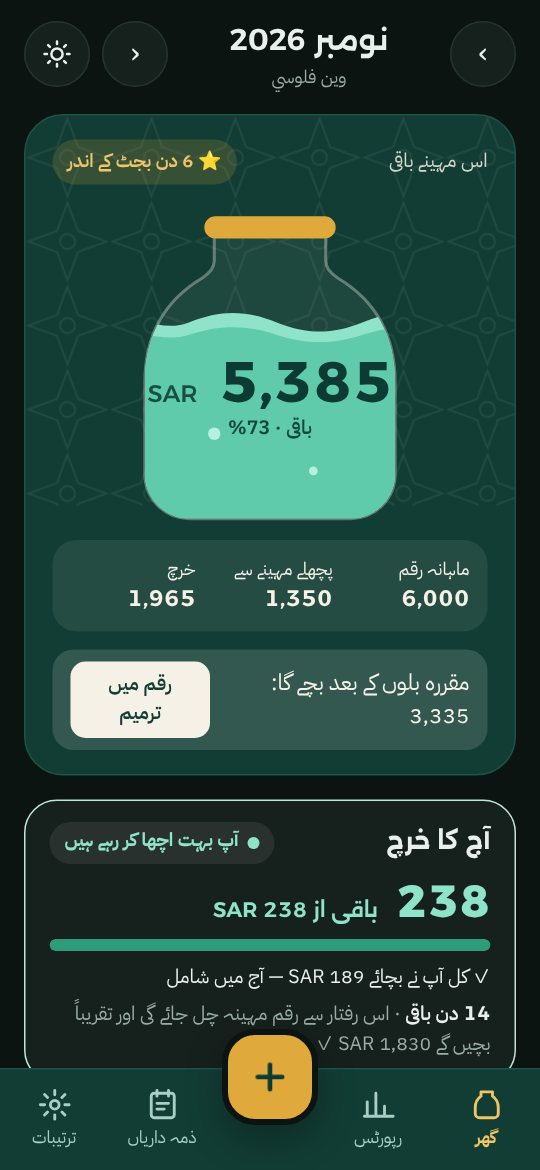 نومبر 2026
وين فلوسي
اس مہینے باقی
⭐ 6 دن بجٹ کے اندر
5,385 SAR
باقی · 73%
ماہانہ رقم
6,000
پچھلے مہینے سے
1,350
خرچ
1,965
مقررہ بلوں کے بعد بچے گا:
3,335
رقم میں
ترمیم
آج کا خرچ
آپ بہت اچھا کر رہے ہیں
238 باقی از 238 SAR
✓ کل آپ نے بچائے 189 SAR — آج میں شامل
14 دن باقی · اس رفتار سے رقم مہینہ چل جائے گی اور تقریباً
بچیں گے 1,830 SAR ✓
گھر
رپورٹس
+
ذمہ داریاں
ترتیبات